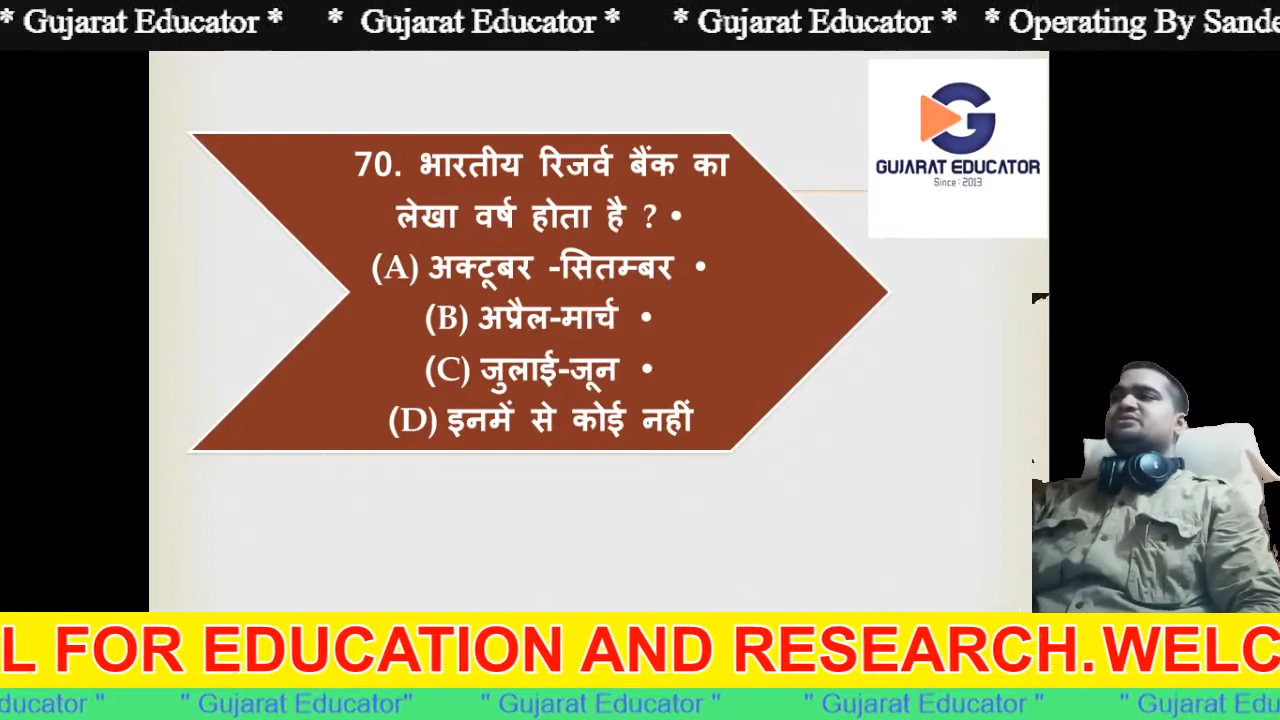 * Gujarat Educator * * Gujarat Educator * * Gujarat Educator * * Operating By Sande
GUJARAT EDUCATOR
Since : 2013
70. भारतीय रिजर्व बैंक का
लेखा वर्ष होता है ? •
(A) अक्टूबर -सितम्बर •
(B) अप्रैल-मार्च •
(C) जुलाई-जून •
(D) इनमें से कोई नहीं
L FOR EDUCATION AND RESEARCH.WELC
ducator " " Gujarat Educator" " Gujarat Educator " " Gujarat Educator " " Gujarat Edu